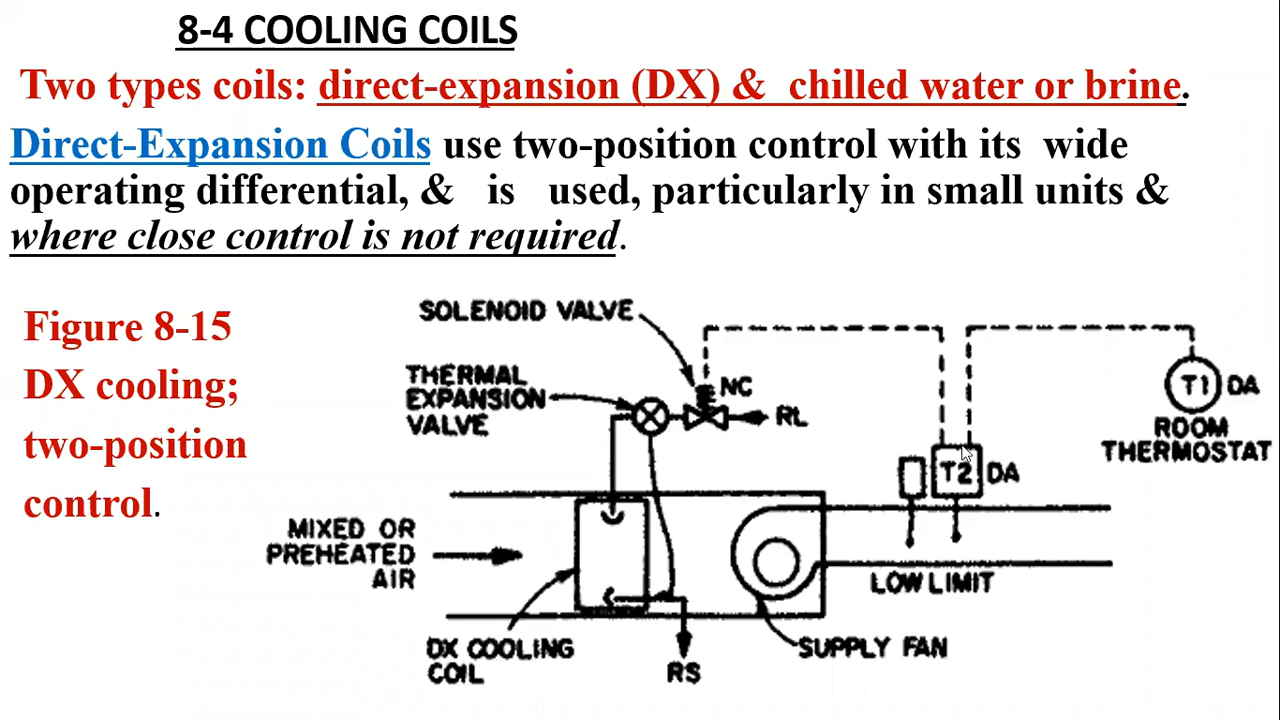 8-4 COOLING COILS
Two types coils: direct-expansion (DX) & chilled water or brine.
Direct-Expansion Coils use two-position control with its wide
operating differential, & is used, particularly in small units &
where close control is not required.
Figure 8-15
DX cooling;
two-position
control.
SOLENOID VALVE
THERMAL
EXPANSION
VALVE
NC
RL
T1 DA
ROOM
THERMOSTAT
T2 DA
MIXED OR
PREHEATED
AIR
LOW LIMIT
DX COOLING
COIL
RS
SUPPLY FAN